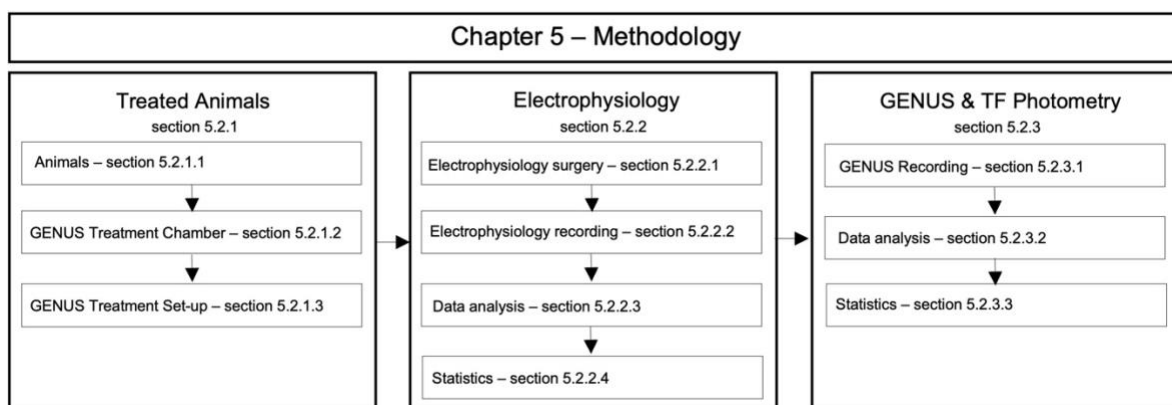 Chapter 5 – Methodology
Treated Animals
section 5.2.1
Animals – section 5.2.1.1
GENUS Treatment Chamber – section 5.2.1.2
GENUS Treatment Set-up – section 5.2.1.3
Electrophysiology
section 5.2.2
Electrophysiology surgery – section 5.2.2.1
Electrophysiology recording – section 5.2.2.2
Data analysis – section 5.2.2.3
Statistics – section 5.2.2.4
GENUS & TF Photometry
section 5.2.3
GENUS Recording – section 5.2.3.1
Data analysis – section 5.2.3.2
Statistics – section 5.2.3.3